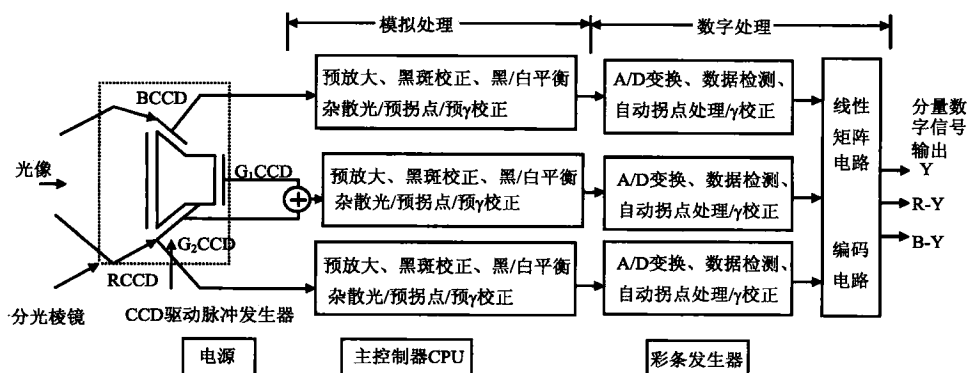 模拟处理
数字处理
BCCD
预放大、黑斑校正、黑/白平衡
杂散光/预拐点/预γ校正
A/D变换、数据检测、
自动拐点处理/γ校正
线性
矩阵
电路
分量数
字信号
输出
光像
G₁CCD
预放大、黑斑校正、黑/白平衡
杂散光/预拐点/预γ校正
A/D变换、数据检测、
自动拐点处理/γ校正
Y
R-Y
B-Y
G₂CCD
RCCD
预放大、黑斑校正、黑/白平衡
杂散光/预拐点/预γ校正
A/D变换、数据检测、
自动拐点处理/γ校正
编码
电路
分光棱镜
CCD驱动脉冲发生器
电源
主控制器CPU
彩条发生器